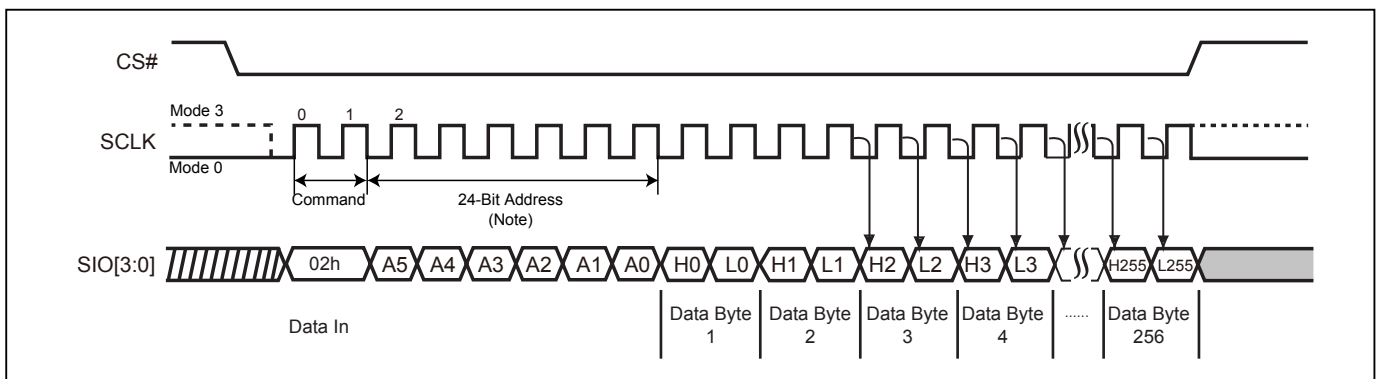 CS#
Mode 3
0 1 2
SCLK
Mode 0
Command
24-Bit Address
(Note)
SIO[3:0]
02h A5 A4 A3 A2 A1 A0 H0 L0 H1 L1 H2 L2 H3 L3 H255 L255
Data In
Data Byte Data Byte Data Byte Data Byte ...... Data Byte
1 2 3 4 256